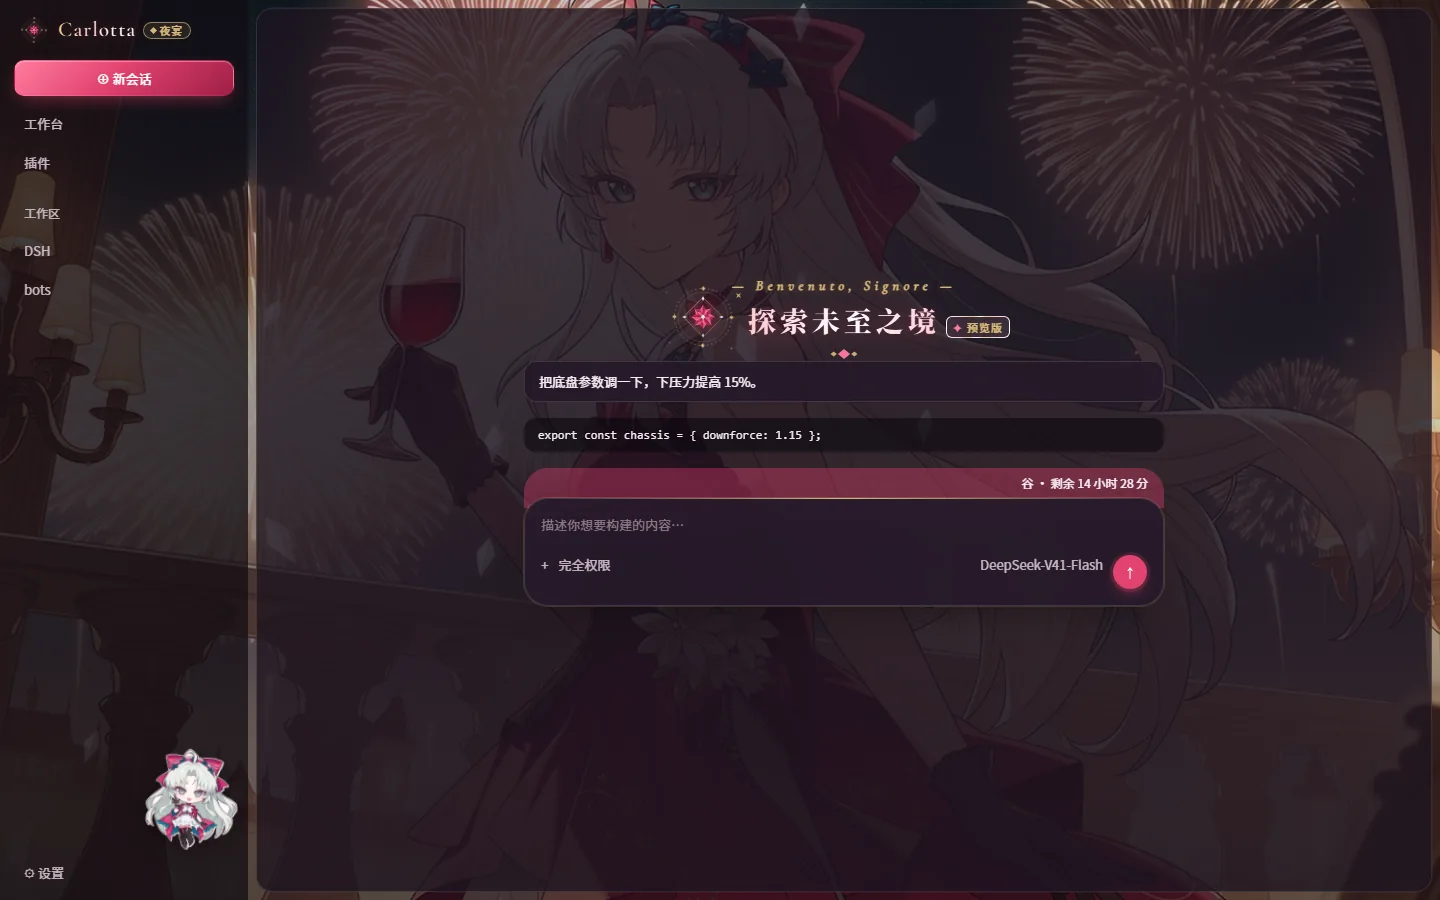 Carlotta
夜宴
新会话
工作台
插件
工作区
DSH
bots
设置
— Benvenuto, Signore —
探索未至之境
预览版
把底盘参数调一下，下压力提高 15%。
export const chassis = { downforce: 1.15 };
谷 · 剩余 14 小时 28 分
描述你想要构建的内容…
+ 完全权限
DeepSeek-V41-Flash